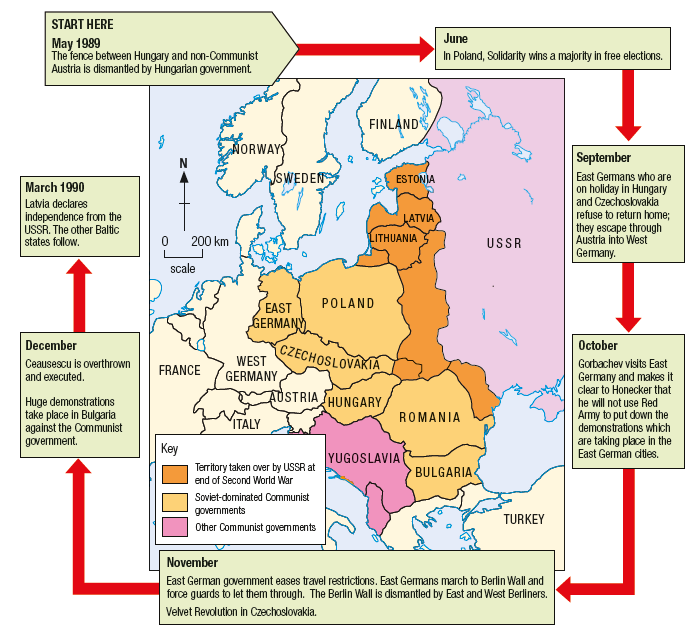 START HERE
May 1989
The fence between Hungary and non-Communist
Austria is dismantled by Hungarian government.
June
In Poland, Solidarity wins a majority in free elections.
September
East Germans who are
on holiday in Hungary
and Czechoslovakia
refuse to return home;
they escape through
Austria into West
Germany.
October
Gorbachev visits East
Germany and makes it
clear to Honecker that
he will not use Red
Army to put down the
demonstrations which
are taking place in the
East German cities.
November
East German government eases travel restrictions. East Germans march to Berlin Wall and
force guards to let them through. The Berlin Wall is dismantled by East and West Berliners.
Velvet Revolution in Czechoslovakia.
December
Ceausescu is overthrown
and executed.
Huge demonstrations
take place in Bulgaria
against the Communist
government.
March 1990
Latvia declares
independence from the
USSR. The other Baltic
states follow.
N
0 200 km
scale
NORWAY
SWEDEN
FINLAND
ESTONIA
LATVIA
LITHUANIA
USSR
EAST
GERMANY
POLAND
CZECHOSLOVAKIA
FRANCE
WEST
GERMANY
AUSTRIA
HUNGARY
ROMANIA
ITALY
YUGOSLAVIA
BULGARIA
TURKEY
Key
Territory taken over by USSR at
end of Second World War
Soviet-dominated Communist
governments
Other Communist governments